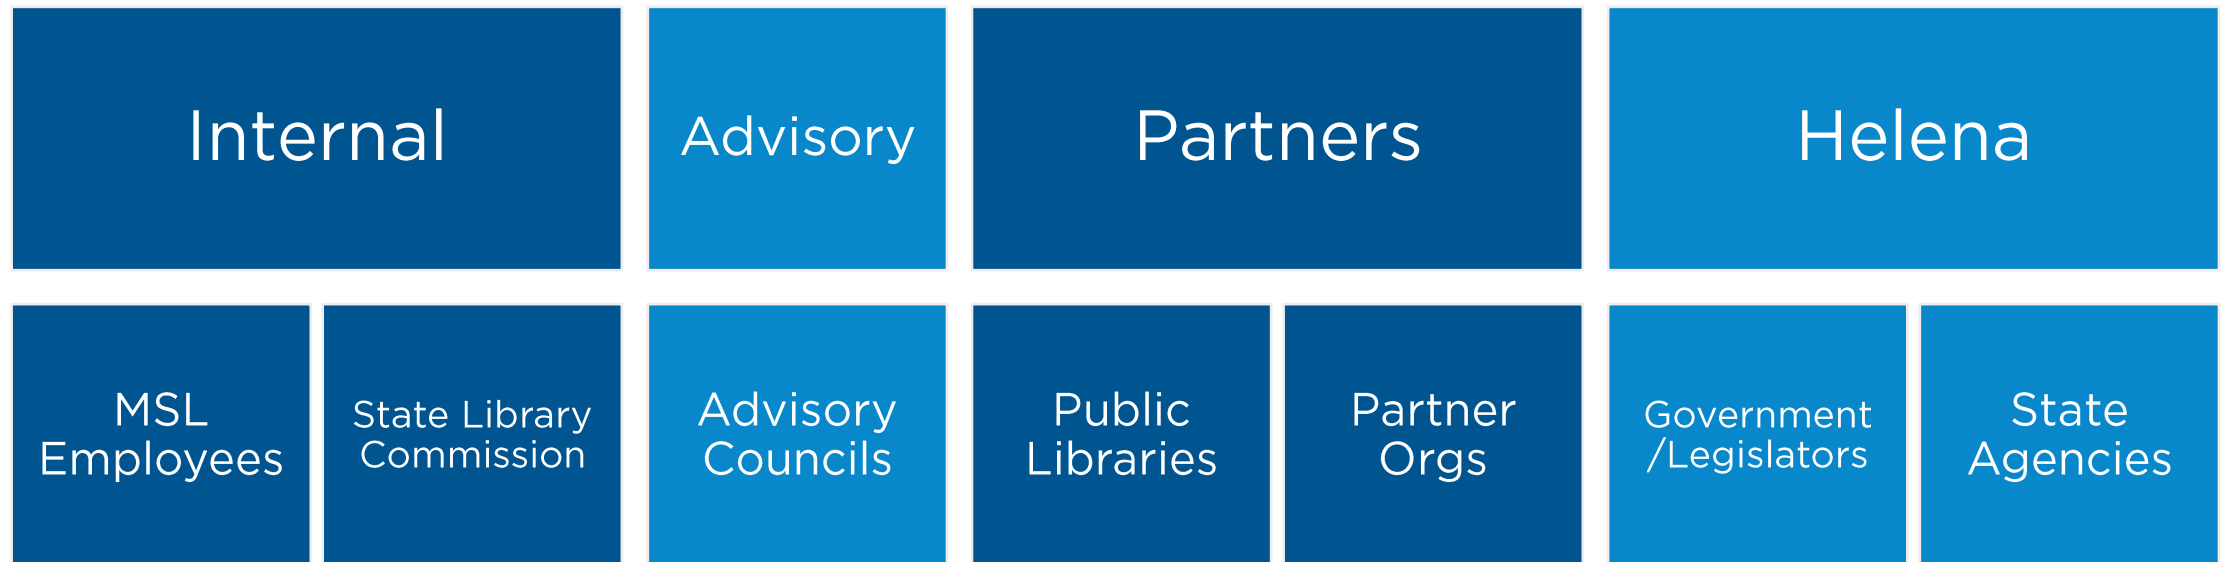 Internal
Advisory
Partners
Helena
MSL
Employees
State Library
Commission
Advisory
Councils
Public
Libraries
Partner
Orgs
Government
/Legislators
State
Agencies